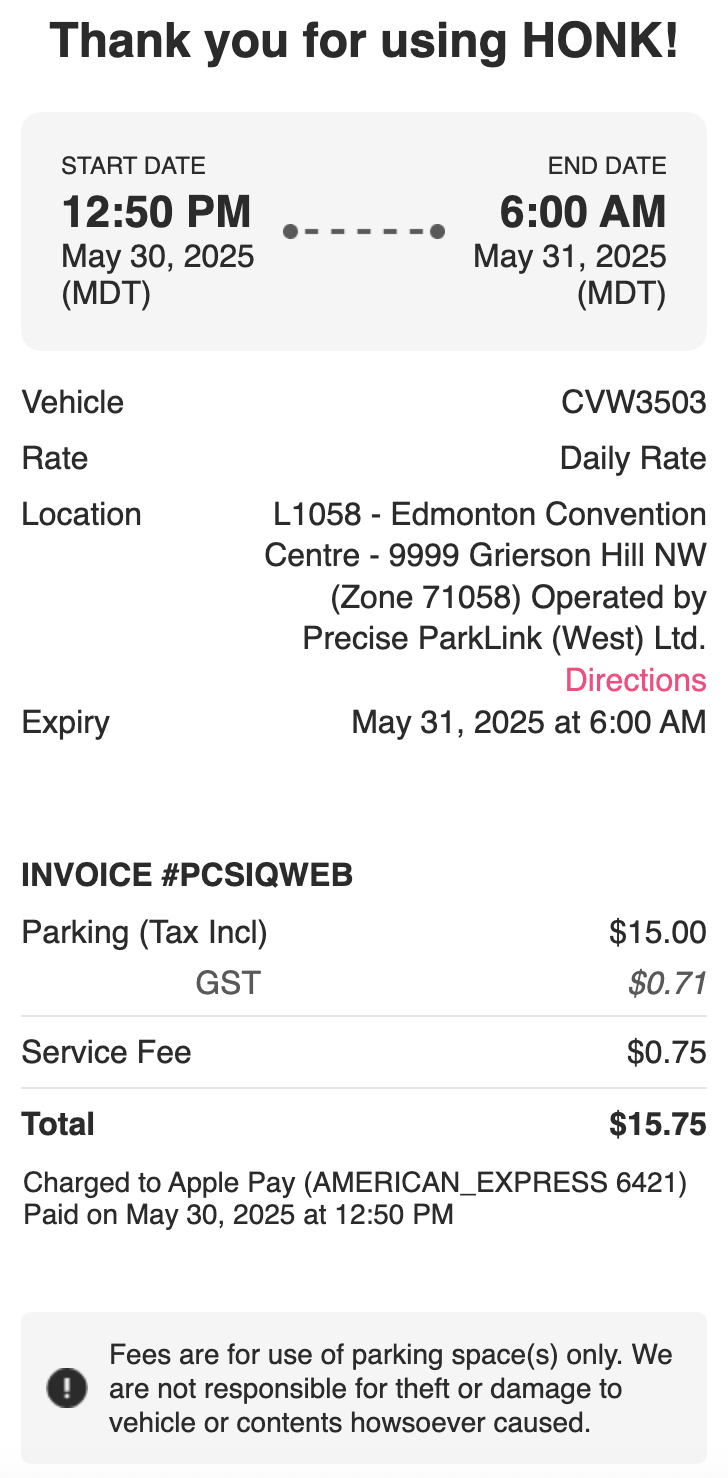 Thank you for using HONK!
START DATE
12:50 PM
May 30, 2025
(MDT)
END DATE
6:00 AM
May 31, 2025
(MDT)
Vehicle CVW3503
Rate Daily Rate
Location L1058 - Edmonton Convention
Centre - 9999 Grierson Hill NW
(Zone 71058) Operated by
Precise ParkLink (West) Ltd.
Directions
Expiry May 31, 2025 at 6:00 AM
INVOICE #PCSIQWEB
Parking (Tax Incl) $15.00
GST $0.71
Service Fee $0.75
Total $15.75
Charged to Apple Pay (AMERICAN_EXPRESS 6421)
Paid on May 30, 2025 at 12:50 PM
Fees are for use of parking space(s) only. We
are not responsible for theft or damage to
vehicle or contents howsoever caused.